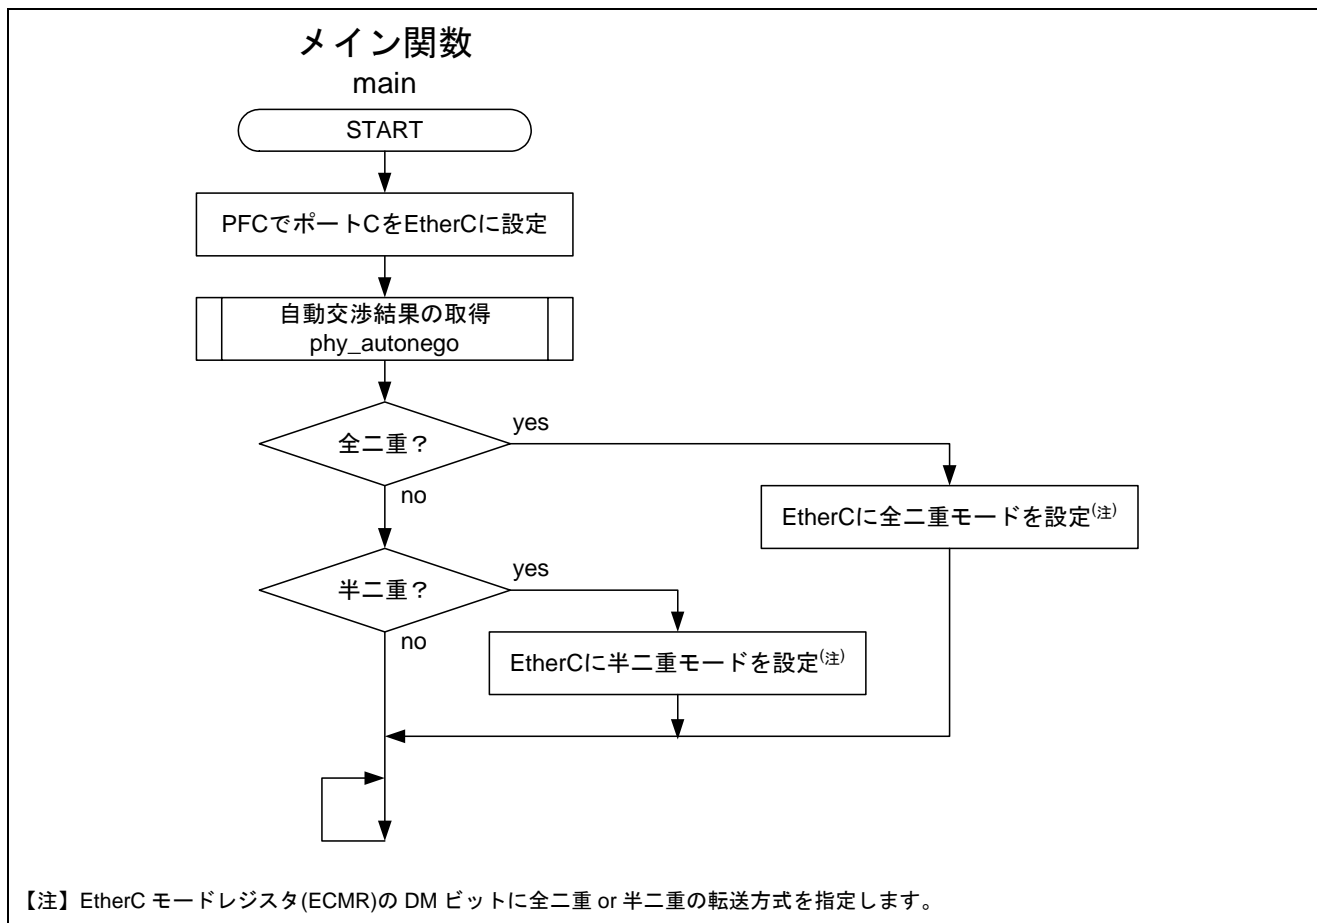 メイン関数
main
START
PFCでポートCをEtherCに設定
自動交渉結果の取得
phy_autonego
全二重？
yes
no
EtherCに全二重モードを設定(注)
半二重？
yes
no
EtherCに半二重モードを設定(注)
【注】EtherC モードレジスタ(ECMR)の DM ビットに全二重 or 半二重の転送方式を指定します。